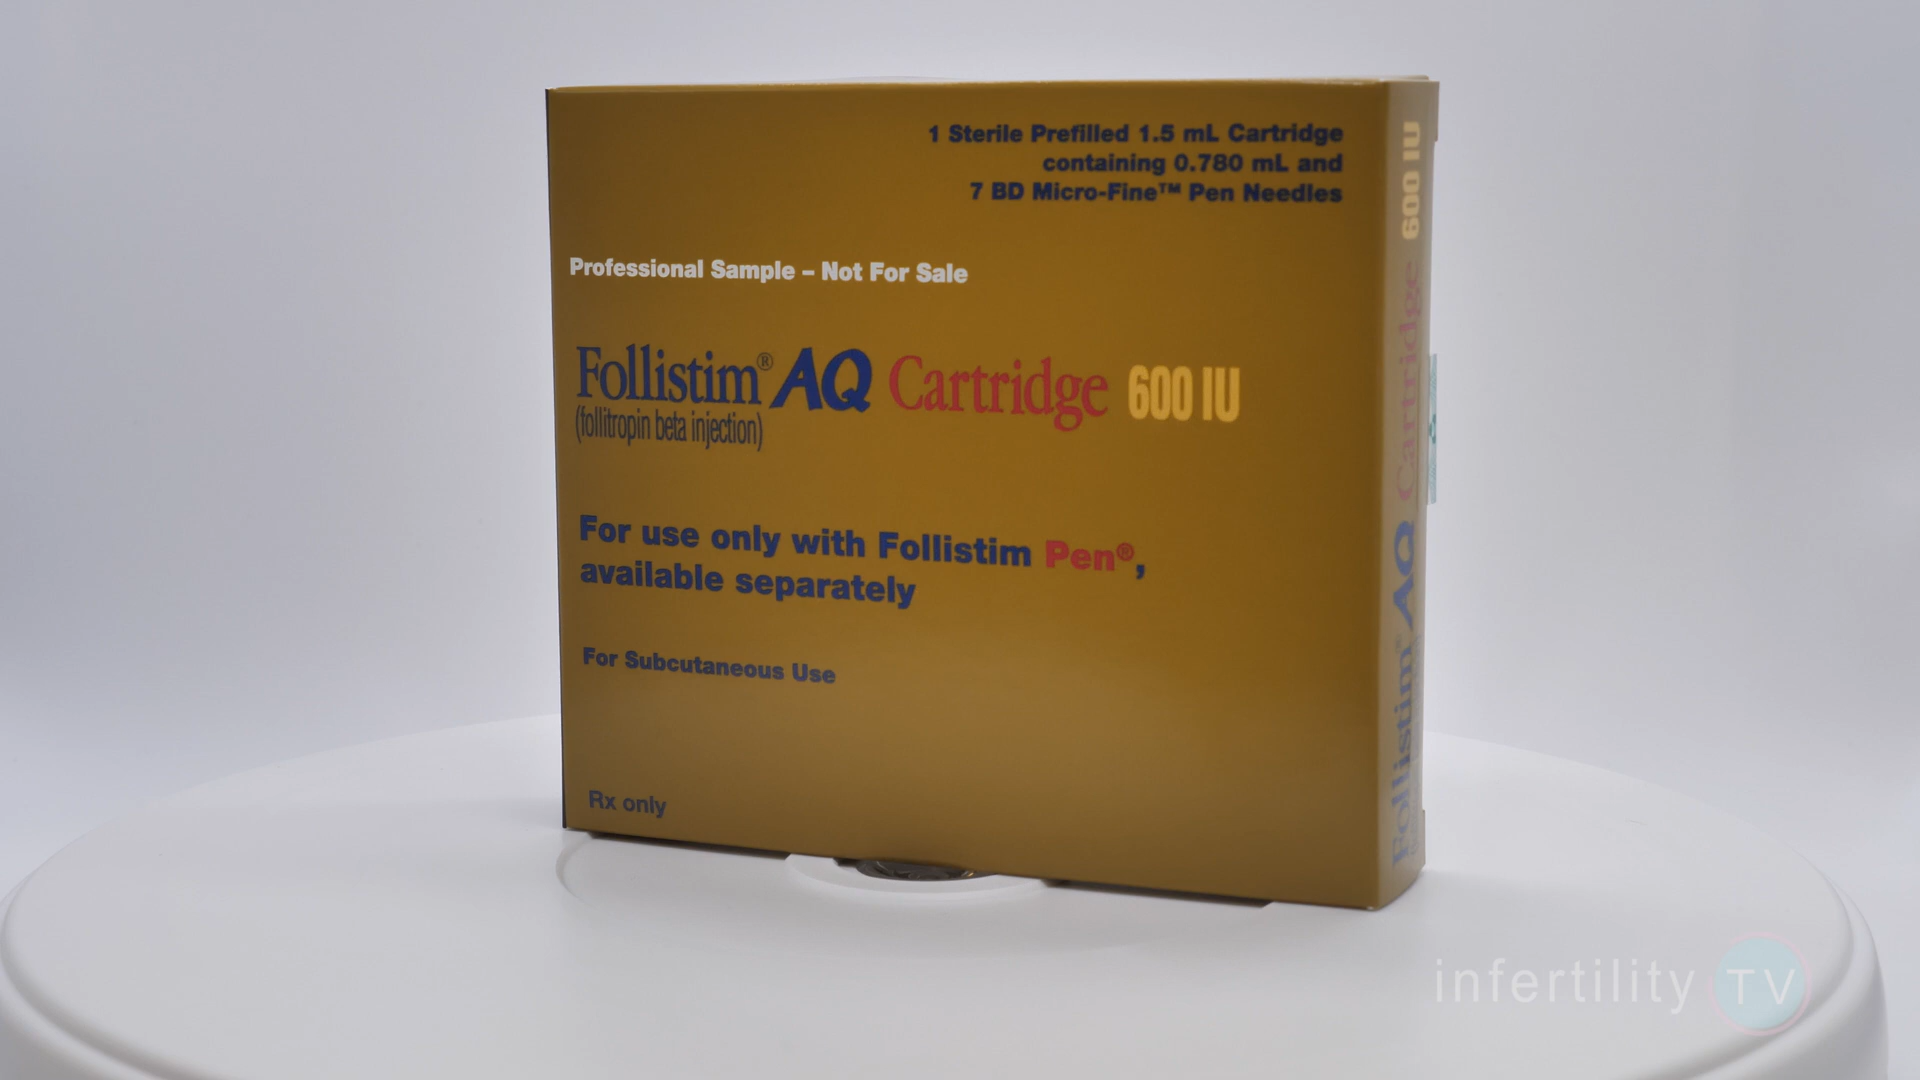 1 Sterile Prefilled 1.5 mL Cartridge
containing 0.780 mL and
7 BD Micro-Fine™ Pen Needles
Professional Sample – Not For Sale
Follistim® AQ Cartridge 600 IU
(follitropin beta injection)
For use only with Follistim Pen®,
available separately
For Subcutaneous Use
Rx only
Follistim® AQ Cartridge 600 IU
infertility TV